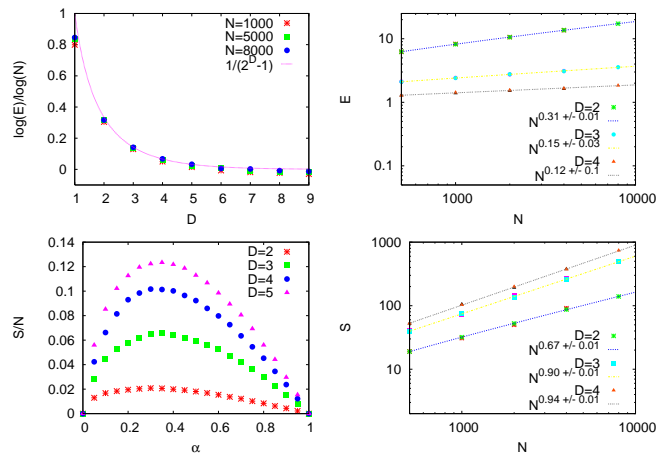 N=1000
N=5000
N=8000
1/(2^D-1)
log(E)/log(N)
1
0.8
0.6
0.4
0.2
0
1 2 3 4 5 6 7 8 9
D
E
10
1
0.1
D=2
N^0.31 +/- 0.01
D=3
N^0.15 +/- 0.03
D=4
N^0.12 +/- 0.1
1000 10000
N
S/N
0.14
0.12
0.1
0.08
0.06
0.04
0.02
0
D=2
D=3
D=4
D=5
0 0.2 0.4 0.6 0.8 1
α
S
1000
100
10
D=2
N^0.67 +/- 0.01
D=3
N^0.90 +/- 0.01
D=4
N^0.94 +/- 0.01
1000 10000
N